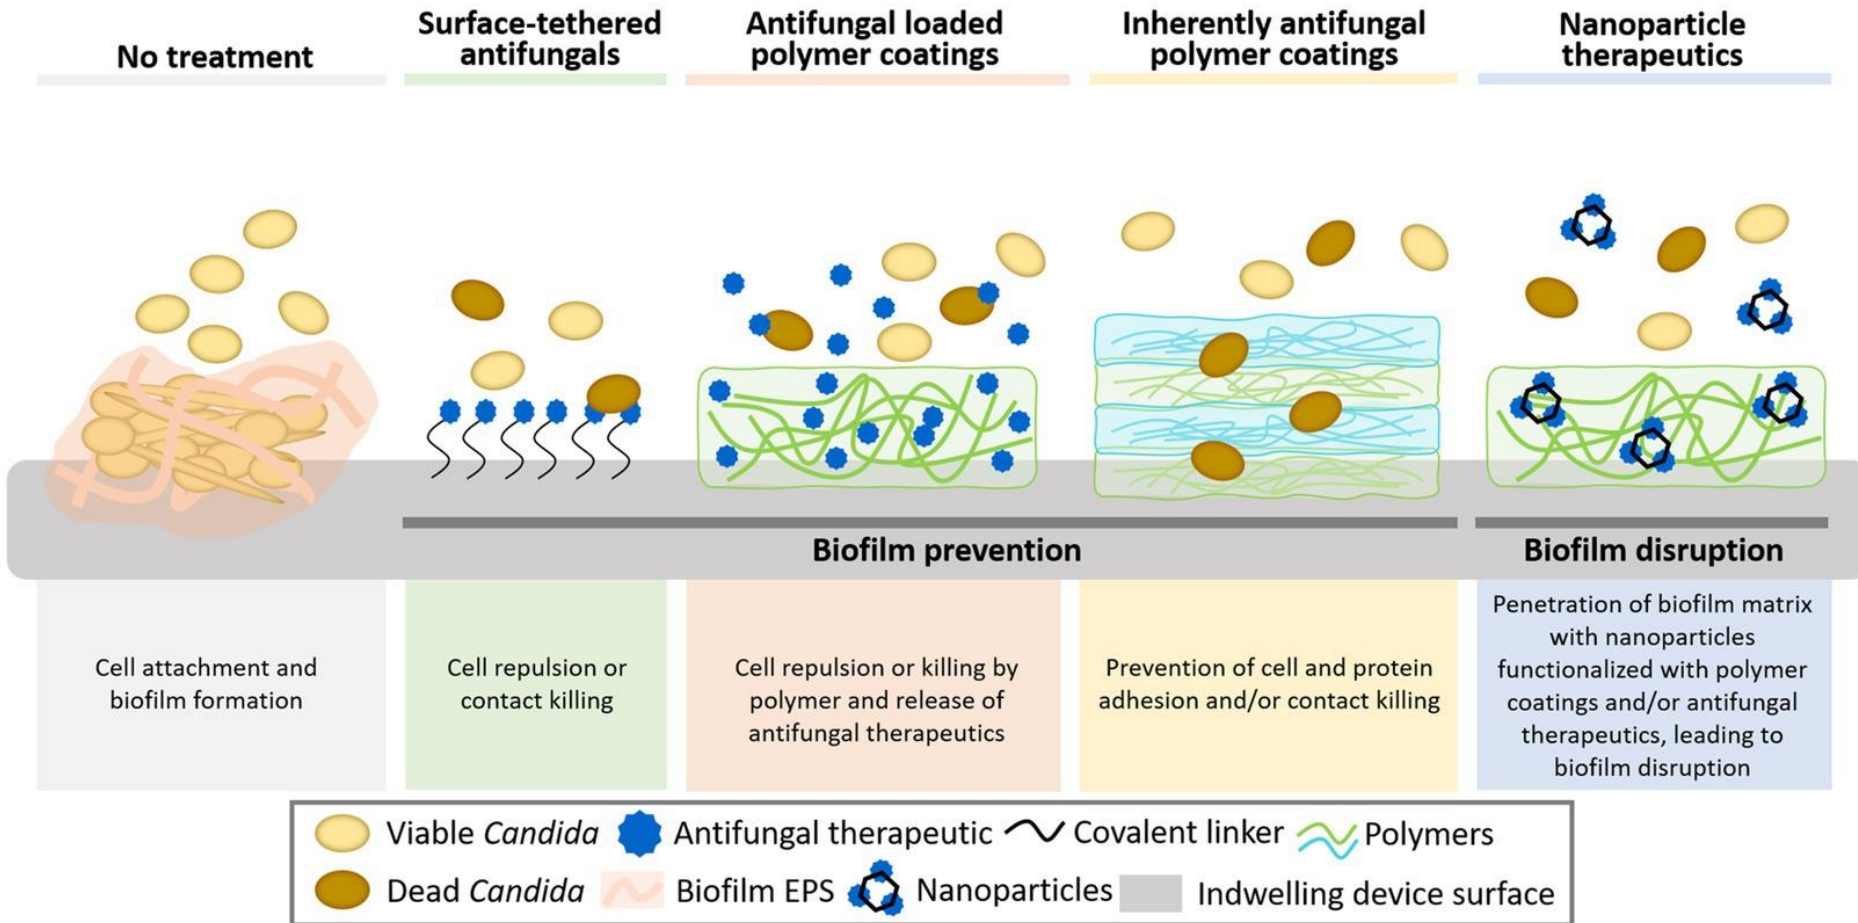 No treatment
Surface-tethered
antifungals
Antifungal loaded
polymer coatings
Inherently antifungal
polymer coatings
Nanoparticle
therapeutics
Biofilm prevention
Biofilm disruption
Cell attachment and
biofilm formation
Cell repulsion or
contact killing
Cell repulsion or killing by
polymer and release of
antifungal therapeutics
Prevention of cell and protein
adhesion and/or contact killing
Penetration of biofilm matrix
with nanoparticles
functionalized with polymer
coatings and/or antifungal
therapeutics, leading to
biofilm disruption
Viable Candida
Antifungal therapeutic
Covalent linker
Polymers
Dead Candida
Biofilm EPS
Nanoparticles
Indwelling device surface